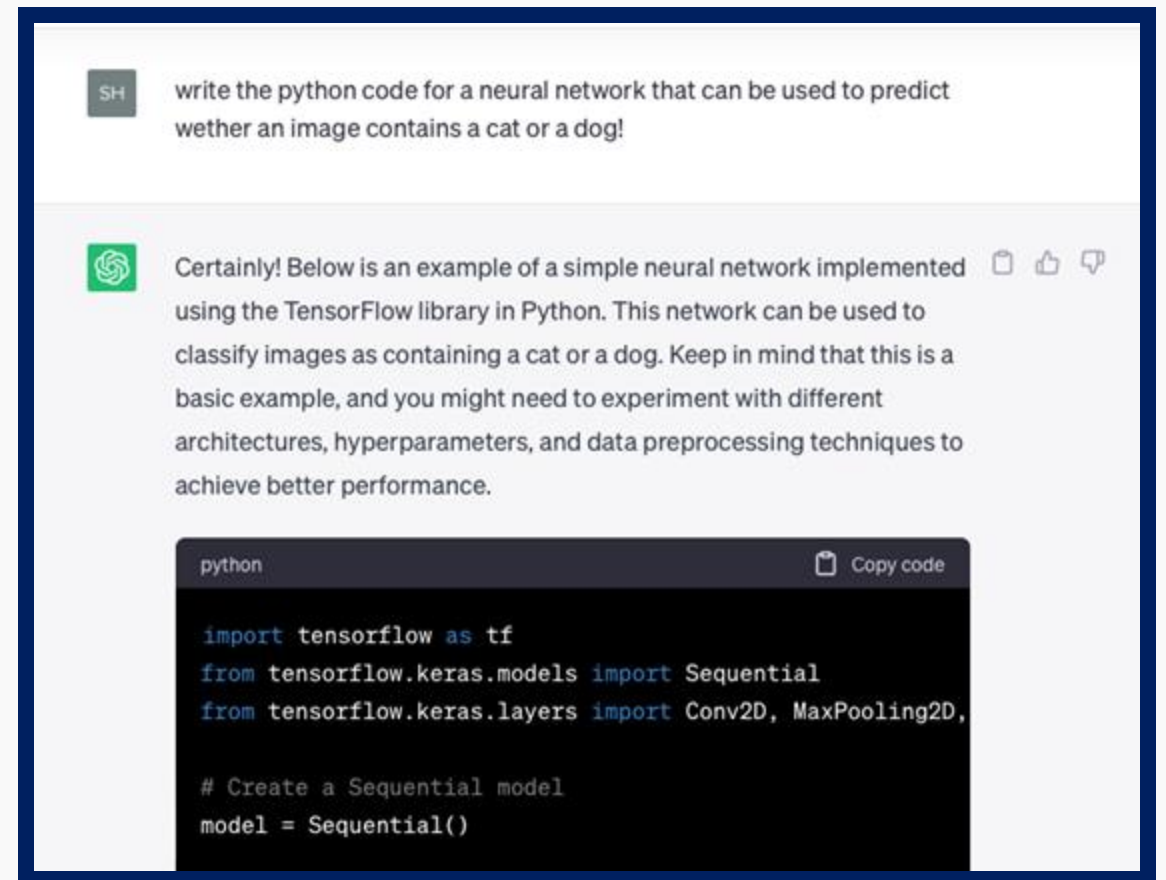 SH
write the python code for a neural network that can be used to predict
wether an image contains a cat or a dog!
Certainly! Below is an example of a simple neural network implemented
using the TensorFlow library in Python. This network can be used to
classify images as containing a cat or a dog. Keep in mind that this is a
basic example, and you might need to experiment with different
architectures, hyperparameters, and data preprocessing techniques to
achieve better performance.
python Copy code
import tensorflow as tf
from tensorflow.keras.models import Sequential
from tensorflow.keras.layers import Conv2D, MaxPooling2D,
# Create a Sequential model
model = Sequential()